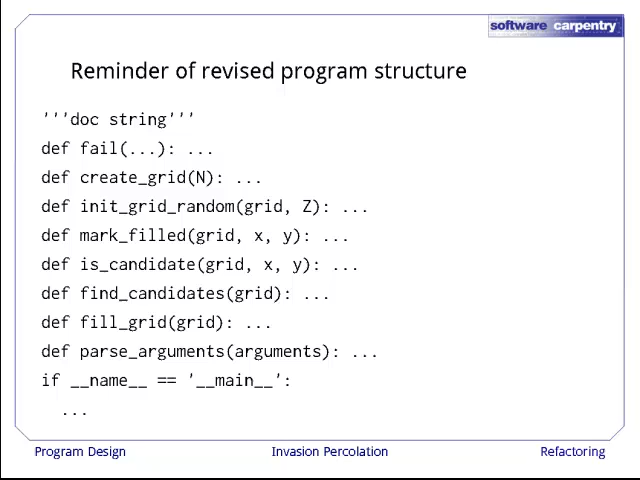 software carpentry
Reminder of revised program structure
'''doc string'''
def fail(...): ...
def create_grid(N): ...
def init_grid_random(grid, Z): ...
def mark_filled(grid, x, y): ...
def is_candidate(grid, x, y): ...
def find_candidates(grid): ...
def fill_grid(grid): ...
def parse_arguments(arguments): ...
if __name__ == '__main__':
...
Program Design
Invasion Percolation
Refactoring